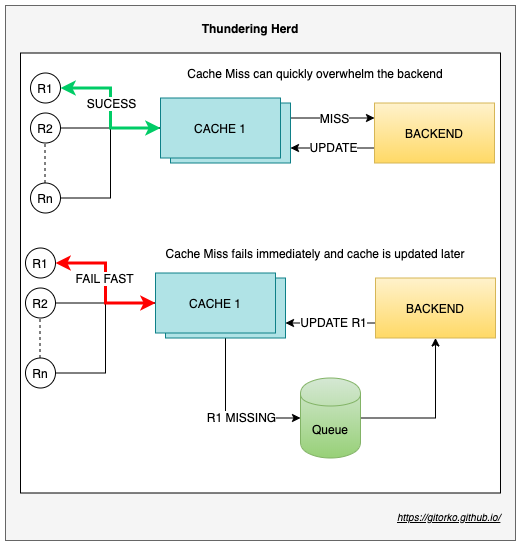 Thundering Herd
Cache Miss can quickly overwhelm the backend
R1
SUCESS
R2
CACHE 1
MISS
BACKEND
UPDATE
Rn
Cache Miss fails immediately and cache is updated later
R1
FAIL FAST
R2
CACHE 1
BACKEND
UPDATE R1
Rn
R1 MISSING
Queue
https://gitorko.github.io/